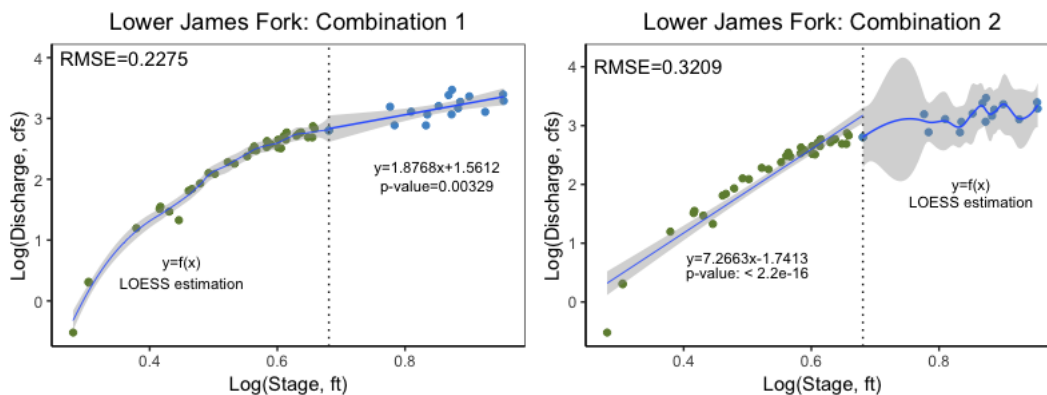 Lower James Fork: Combination 1
RMSE=0.2275
Log(Discharge, cfs)
4
3
2
1
0
y=1.8768x+1.5612
p-value=0.00329
y=f(x)
LOESS estimation
0.4
0.6
0.8
Log(Stage, ft)
Lower James Fork: Combination 2
RMSE=0.3209
Log(Discharge, cfs)
4
3
2
1
0
y=f(x)
LOESS estimation
y=7.2663x-1.7413
p-value: < 2.2e-16
0.4
0.6
0.8
Log(Stage, ft)